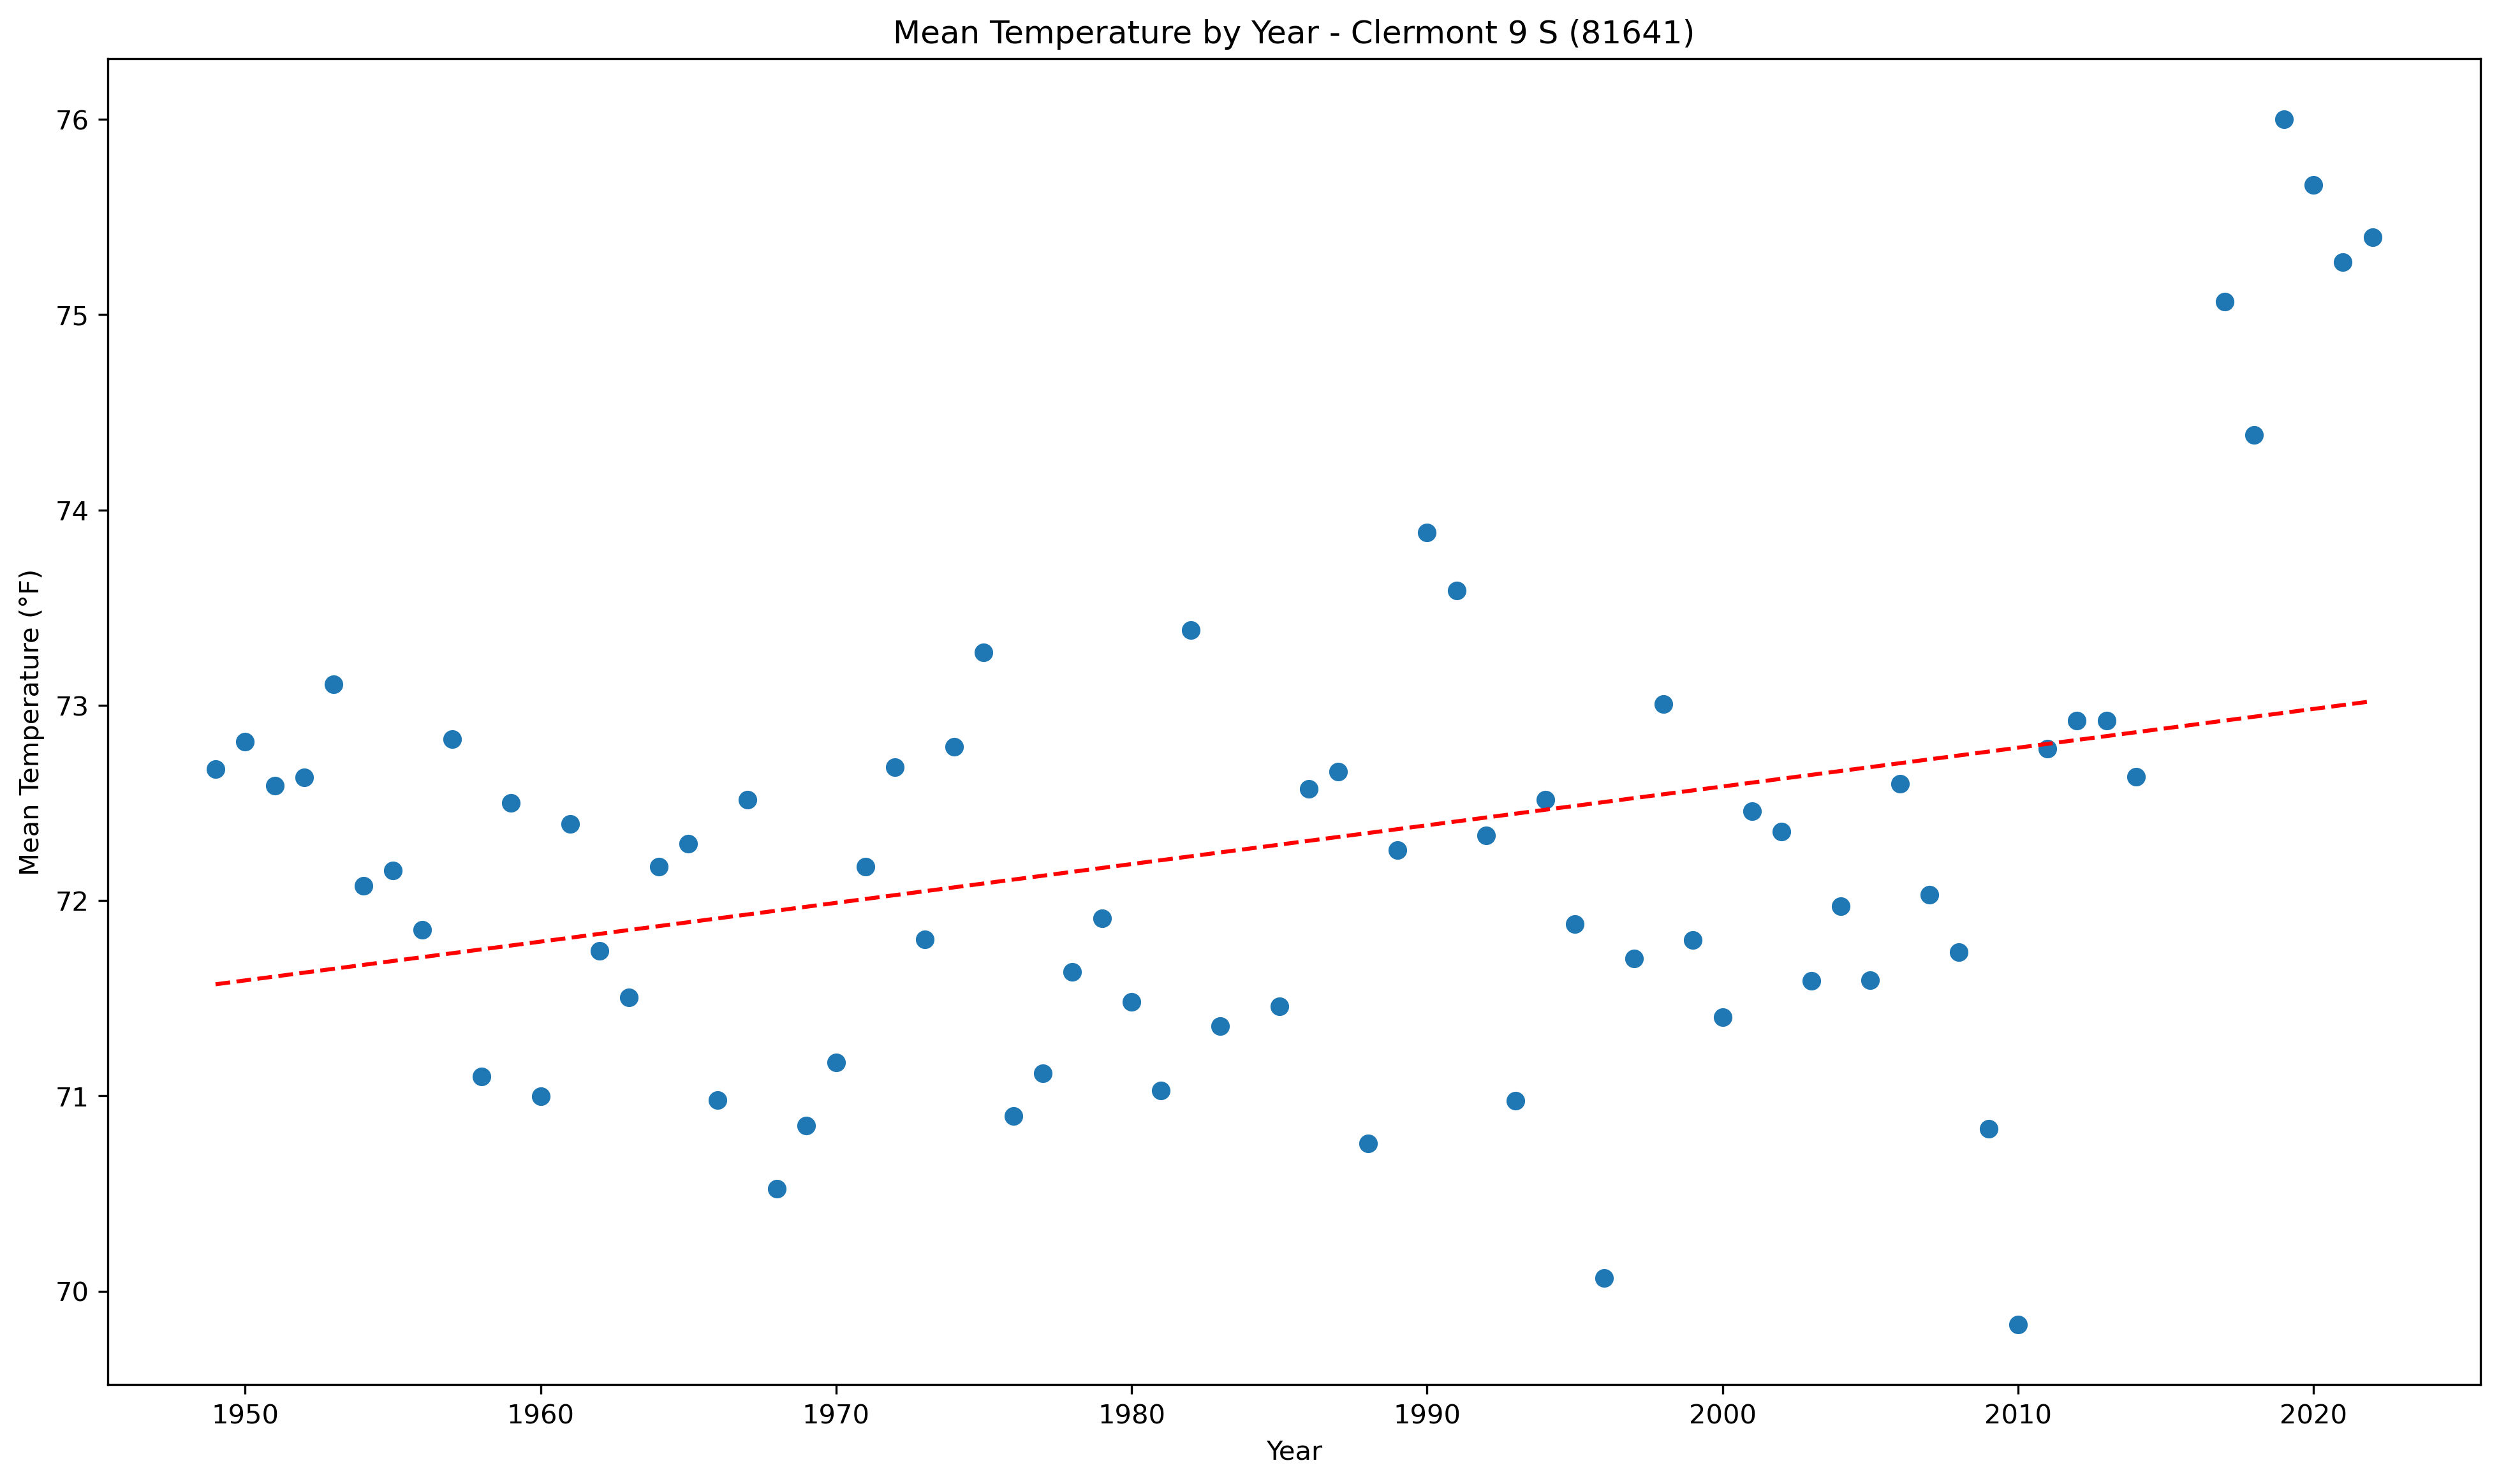 Mean Temperature by Year - Clermont 9 S (81641)
Mean Temperature (°F)
76
75
74
73
72
71
70
1950 1960 1970 1980 1990 2000 2010 2020
Year